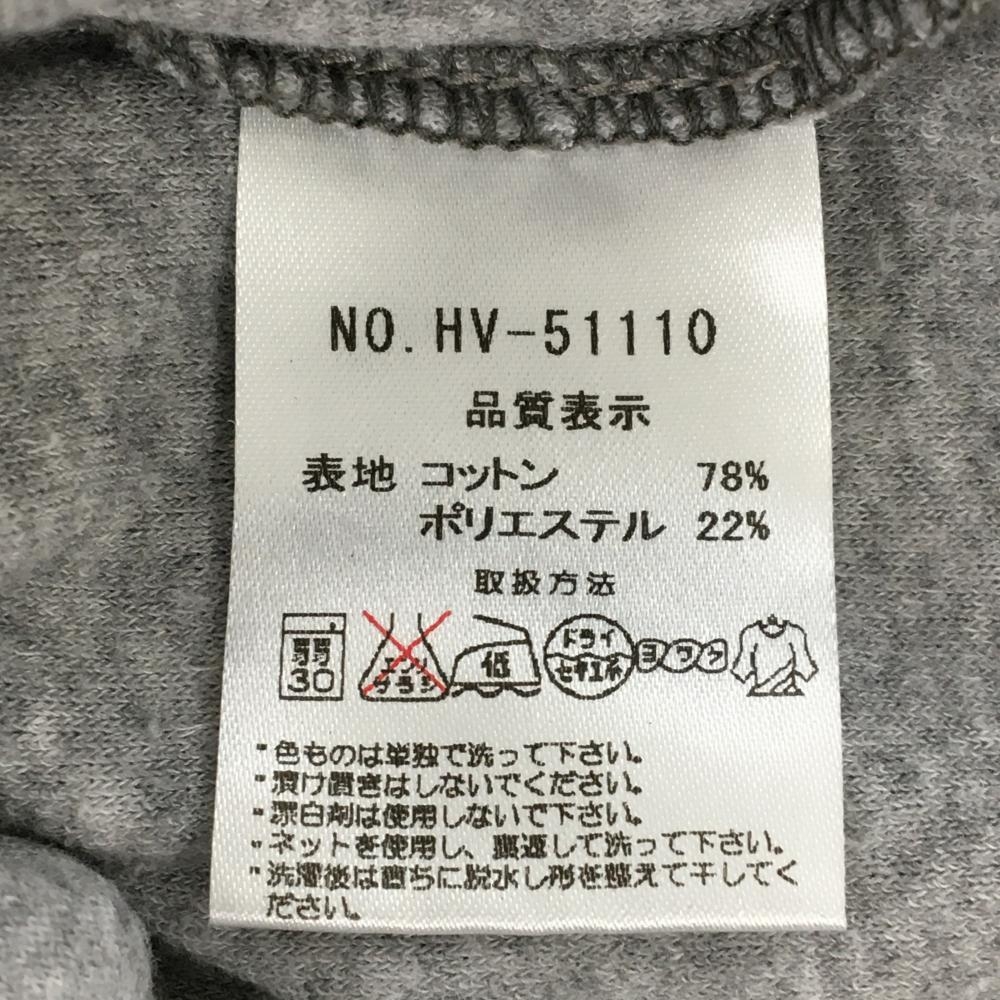 NO. HV-51110
品質表示
表地 コットン 78%
ポリエステル 22%
取扱方法
弱 30 エンソ サラシ 低 ドライ セキユ系 ヨワク
・色ものは単独で洗って下さい。
・漬け置きはしないでください。
・漂白剤は使用しないで下さい。
・ネットを使用し、裏返して洗って下さい。
・洗濯後は直ちに脱水し形を整えて干してく
ださい。